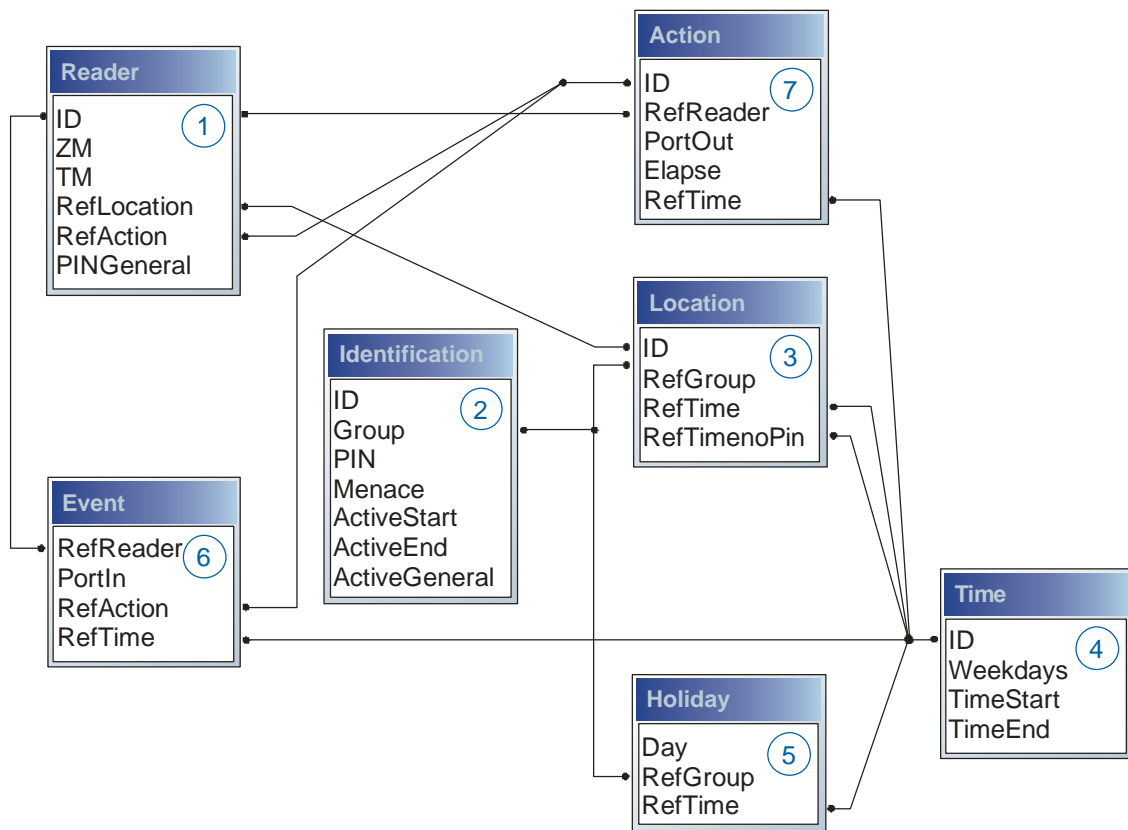 Reader
1
ID
ZM
TM
RefLocation
RefAction
PINGeneral
Identification
2
ID
Group
PIN
Menace
ActiveStart
ActiveEnd
ActiveGeneral
Location
3
ID
RefGroup
RefTime
RefTimenoPin
Time
4
ID
Weekdays
TimeStart
TimeEnd
Holiday
5
Day
RefGroup
RefTime
Event
6
RefReader
PortIn
RefAction
RefTime
Action
7
ID
RefReader
PortOut
Elapse
RefTime